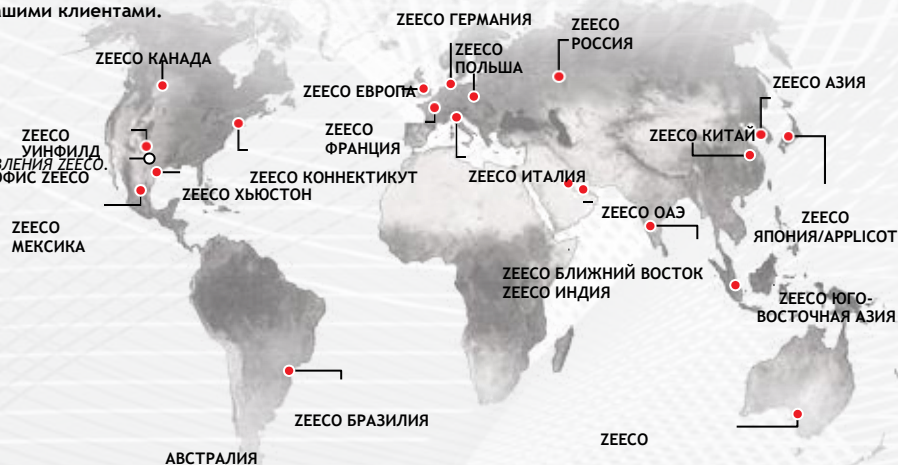 ашими клиентами.
ZEECO ГЕРМАНИЯ
ZEECO
РОССИЯ
ZEECO
ПОЛЬША
ZEECO КАНАДА
ZEECO ЕВРОПА
ZEECO АЗИЯ
ZEECO
УИНФИЛД
ВЛЕНИЯ ZEECO.
ОФИС ZEECO
ZEECO
ФРАНЦИЯ
ZEECO КИТАЙ
ZEECO КОННЕКТИКУТ
ZEECO ИТАЛИЯ
ZEECO ХЬЮСТОН
ZEECO ОАЭ
ZEECO
МЕКСИКА
ZEECO
ЯПОНИЯ/APPLICOT
ZEECO БЛИЖНИЙ ВОСТОК
ZEECO ИНДИЯ
ZEECO ЮГО-
ВОСТОЧНАЯ АЗИЯ
ZEECO БРАЗИЛИЯ
ZEECO
АВСТРАЛИЯ